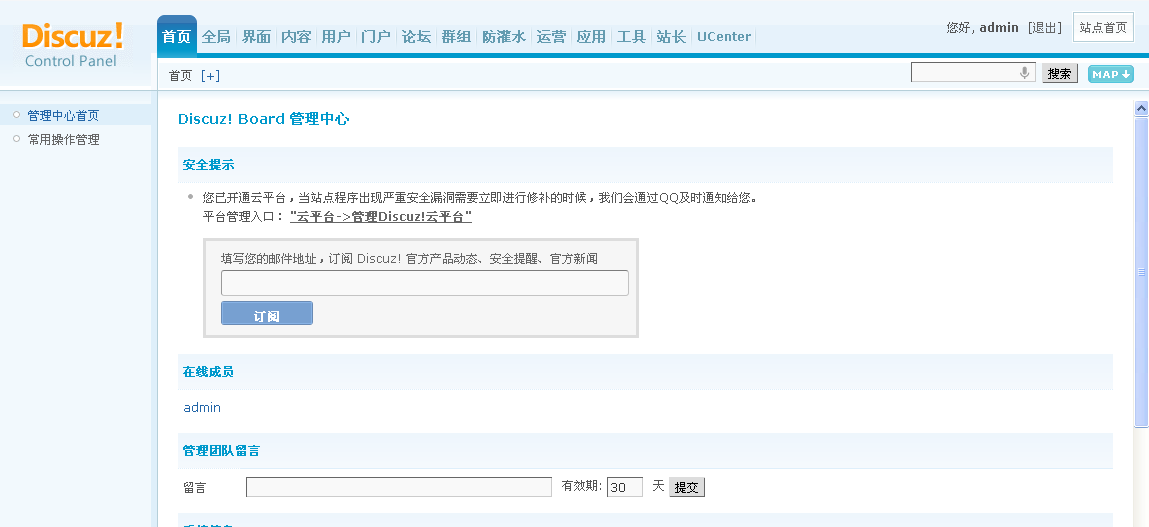 Discuz!
Control Panel
首页 全局 界面 内容 用户 门户 论坛 群组 防灌水 运营 应用 工具 站长 UCenter
您好, admin [退出] 站点首页
首页 [+]
搜索 MAP
管理中心首页
常用操作管理
Discuz! Board 管理中心
安全提示
您已开通云平台，当站点程序出现严重安全漏洞需要立即进行修补的时候，我们会通过QQ及时通知给您。
平台管理入口： "云平台->管理Discuz!云平台"
填写您的邮件地址，订阅 Discuz! 官方产品动态、安全提醒、官方新闻
订阅
在线成员
admin
管理团队留言
留言 有效期: 30 天 提交